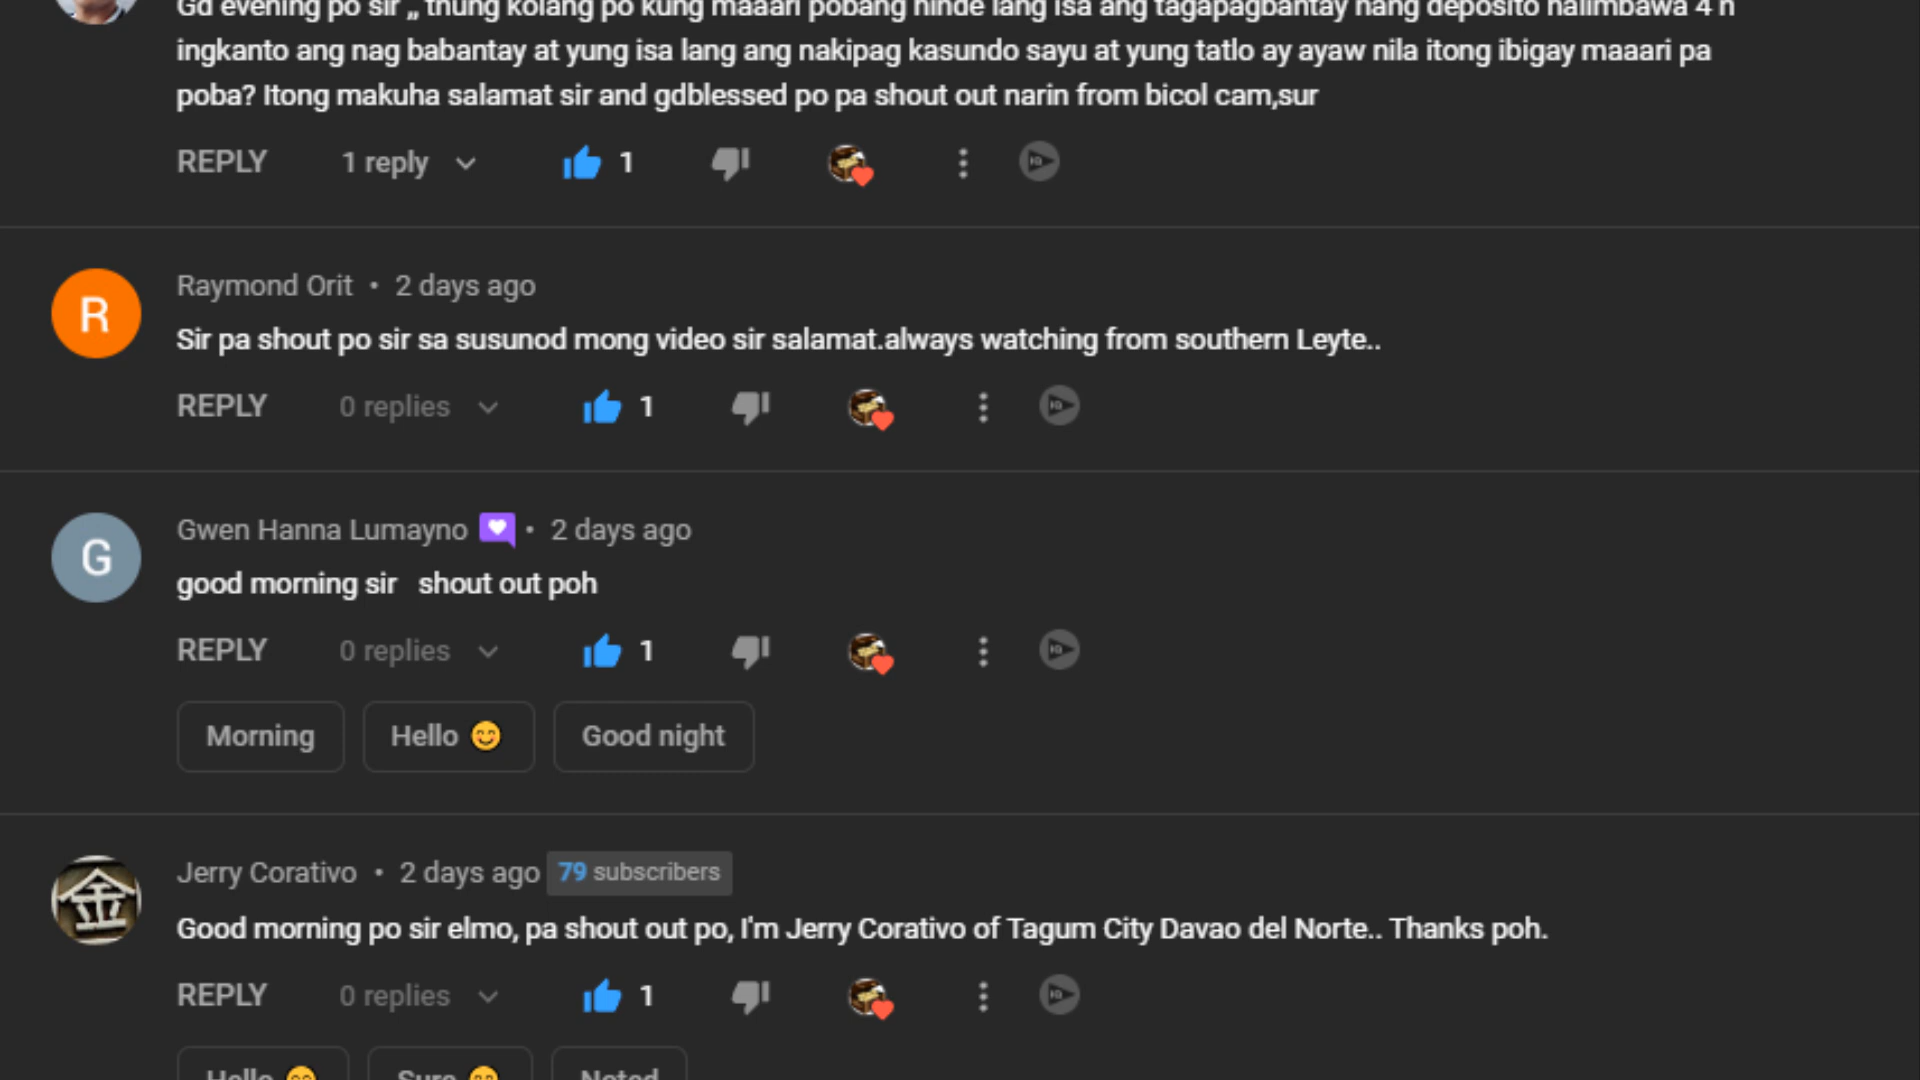 Gd evening po sir ,, thung kolang po kung maaari pobang hinde lang isa ang tagapagbantay nang deposito halimbawa 4 n
ingkanto ang nag babantay at yung isa lang ang nakipag kasundo sayu at yung tatlo ay ayaw nila itong ibigay maaari pa
poba? Itong makuha salamat sir and gdblessed po pa shout out narin from bicol cam,sur
REPLY 1 reply 1
R
Raymond Orit • 2 days ago
Sir pa shout po sir sa susunod mong video sir salamat.always watching from southern Leyte..
REPLY 0 replies 1
G
Gwen Hanna Lumayno • 2 days ago
good morning sir shout out poh
REPLY 0 replies 1
Morning Hello 😊 Good night
金
Jerry Corativo • 2 days ago 79 subscribers
Good morning po sir elmo, pa shout out po, I'm Jerry Corativo of Tagum City Davao del Norte.. Thanks poh.
REPLY 0 replies 1
Hello 😊 Sure 😊 Noted